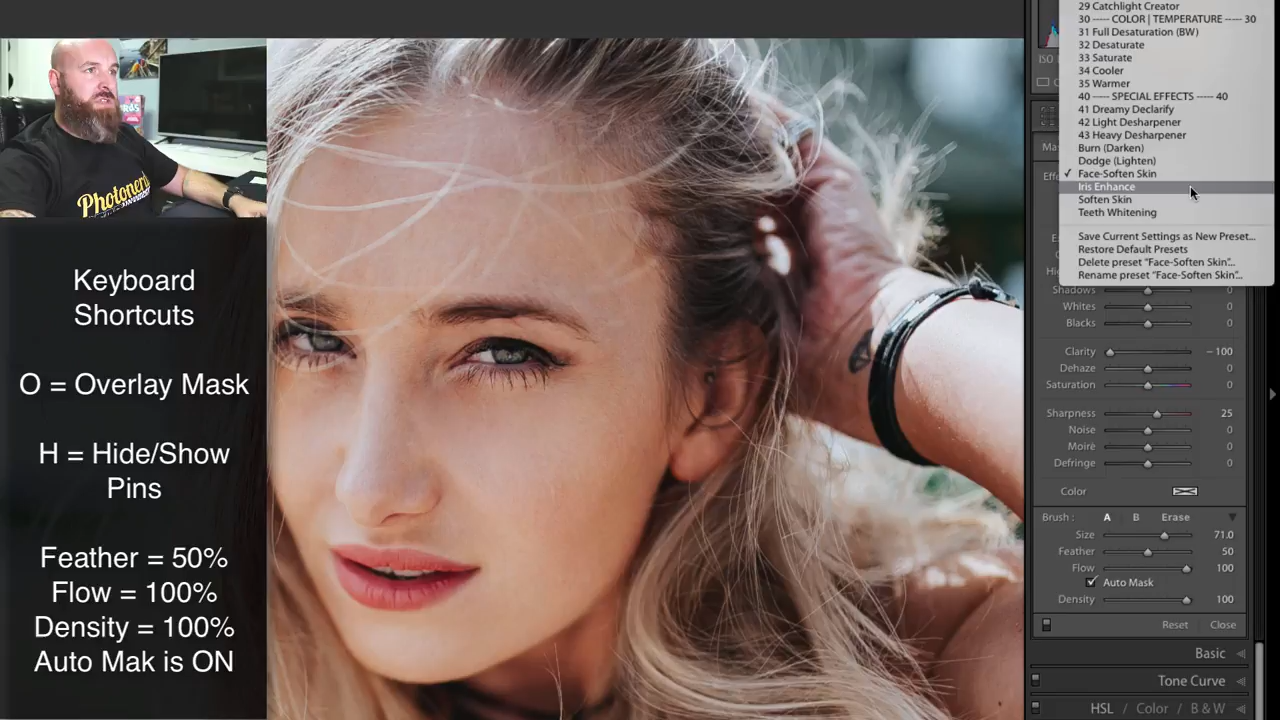 Photonerd
Keyboard
Shortcuts
O = Overlay Mask
H = Hide/Show
Pins
Feather = 50%
Flow = 100%
Density = 100%
Auto Mak is ON
29 Catchlight Creator
30 ----- COLOR | TEMPERATURE ----- 30
31 Full Desaturation (BW)
32 Desaturate
33 Saturate
34 Cooler
35 Warmer
40 ----- SPECIAL EFFECTS ----- 40
41 Dreamy Declarify
42 Light Desharpener
43 Heavy Desharpener
Burn (Darken)
Dodge (Lighten)
✓ Face-Soften Skin
Iris Enhance
Soften Skin
Teeth Whitening
Save Current Settings as New Preset...
Restore Default Presets
Delete preset “Face-Soften Skin”...
Rename preset “Face-Soften Skin”...
ISO
Shadows 0
Whites 0
Blacks 0
Clarity −100
Dehaze 0
Saturation 0
Sharpness 25
Noise 0
Moiré 0
Defringe 0
Color
Brush : A B Erase
Size 71.0
Feather 50
Flow 100
Auto Mask
Density 100
Reset Close
Basic
Tone Curve
HSL / Color / B & W